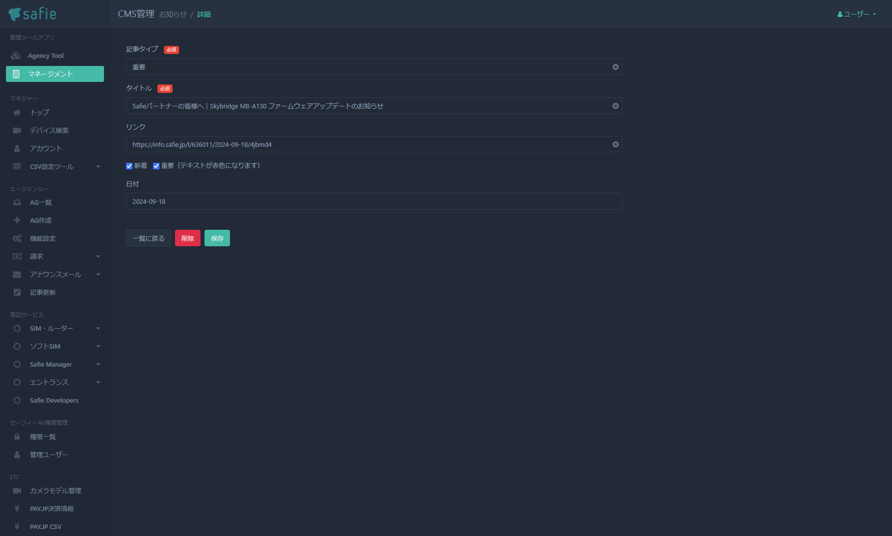 safie
CMS管理 お知らせ / 詳細
ユーザー
管理ツールアプリ
Agency Tool
マネージメント
マネジャー
トップ
デバイス検索
アカウント
CSV設定ツール
エージェンシー
AG一覧
AG作成
機能設定
請求
アナウンスメール
記事更新
周辺サービス
SIM・ルーター
ソフトSIM
Safie Manager
エントランス
Safie Developers
セーフィーAG権限管理
権限一覧
管理ユーザー
ETC
カメラモデル管理
PAY.JP決済情報
PAY.JP CSV
記事タイプ 必須
重要
タイトル 必須
Safieパートナーの皆様へ｜Skybridge MB-A130 ファームウェアアップデートのお知らせ
リンク
https://info.safie.jp/l/636011/2024-09-18/4jbmd4
新着 重要（テキストが赤色になります）
日付
2024-09-18
一覧に戻る 削除 保存